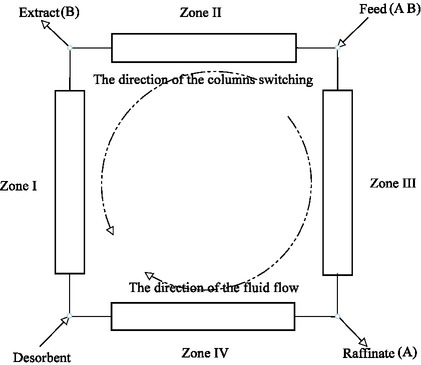 Extract(B)
Zone II
Feed(A B)
The direction of the columns switching
Zone I
Zone III
The direction of the fluid flow
Desorbent
Zone IV
Raffinate(A)